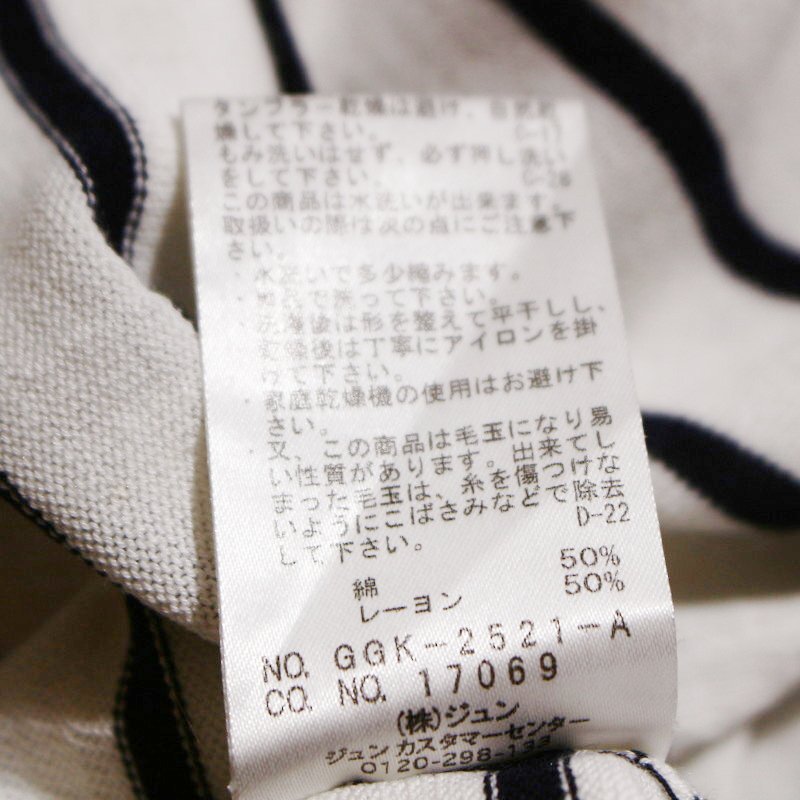 タンブラー乾燥は避け、自然乾
燥して下さい。
もみ洗いはせず、必ず押し洗い
をして下さい。
この商品は水洗いが出来ます。
取扱いの際は次の点にご注意下
さい。
・水洗いで多少縮みます。
・で洗って下さい。
・洗濯後は形を整えて平干しし、
乾燥後は丁寧にアイロンを掛
けて下さい。
・家庭乾燥機の使用はお避け下
さい。
・又、この商品は毛玉になり易
い性質があります。出来てし
まった毛玉は、糸を傷つけな
いようにこばさみなどで除去
して下さい。 D-22
綿 50%
レーヨン 50%
NO. GGK-2521-A
CO. NO. 17069
(株)ジュン
ジュン カスタマーセンター
0120-298-133